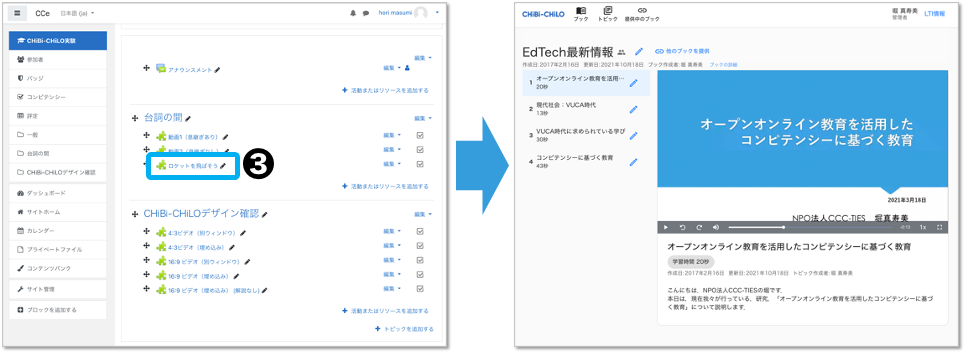 CCe 日本語 (ja) hori masumi
CHiBi-CHiLO実験
参加者
バッジ
コンピテンシー
評定
一般
台詞の間
CHiBi-CHiLOデザイン確認
ダッシュボード
サイトホーム
カレンダー
プライベートファイル
コンテンツバンク
サイト管理
ブロックを追加する
編集
アナウンスメント 編集
+ 活動またはリソースを追加する
台詞の間 編集
動画1（息継ぎあり） 編集
動画2（息継ぎなし） 編集
ロケットを飛ばそう 編集
3
+ 活動またはリソースを追加する
CHiBi-CHiLOデザイン確認 編集
4:3ビデオ（別ウィンドウ） 編集
4:3ビデオ（埋め込み） 編集
16:9 ビデオ（別ウィンドウ） 編集
16:9 ビデオ（埋め込み） 編集
16:9 ビデオ（埋め込み）(解説なし) 編集
+ 活動またはリソースを追加する
+ トピックを追加する
CHiBi-CHiLO ブック トピック 提供中のブック 堀 真寿美 管理者 LTI情報
EdTech最新情報 他のブックを提供
作成日:2017年2月16日 更新日:2021年10月18日 ブック作成者: 堀 真寿美 ブックの詳細
1 オープンオンライン教育を活用…
20秒
2 現代社会：VUCA時代
13秒
3 VUCA時代に求められている学び
30秒
4 コンピテンシーに基づく教育
43秒
オープンオンライン教育を活用した
コンピテンシーに基づく教育
2021年3月18日
NPO法人CCC-TIES 堀真寿美
-0:13 1x
オープンオンライン教育を活用したコンピテンシーに基づく教育
学習時間 20秒
作成日:2017年2月16日 更新日:2021年10月18日 トピック作成者:堀 真寿美
こんにちは、NPO法人CCC-TIESの堀です。
本日は、現在我々が行っている、研究、「オープンオンライン教育を活用したコンピテンシーに基づ
く教育」について説明します。